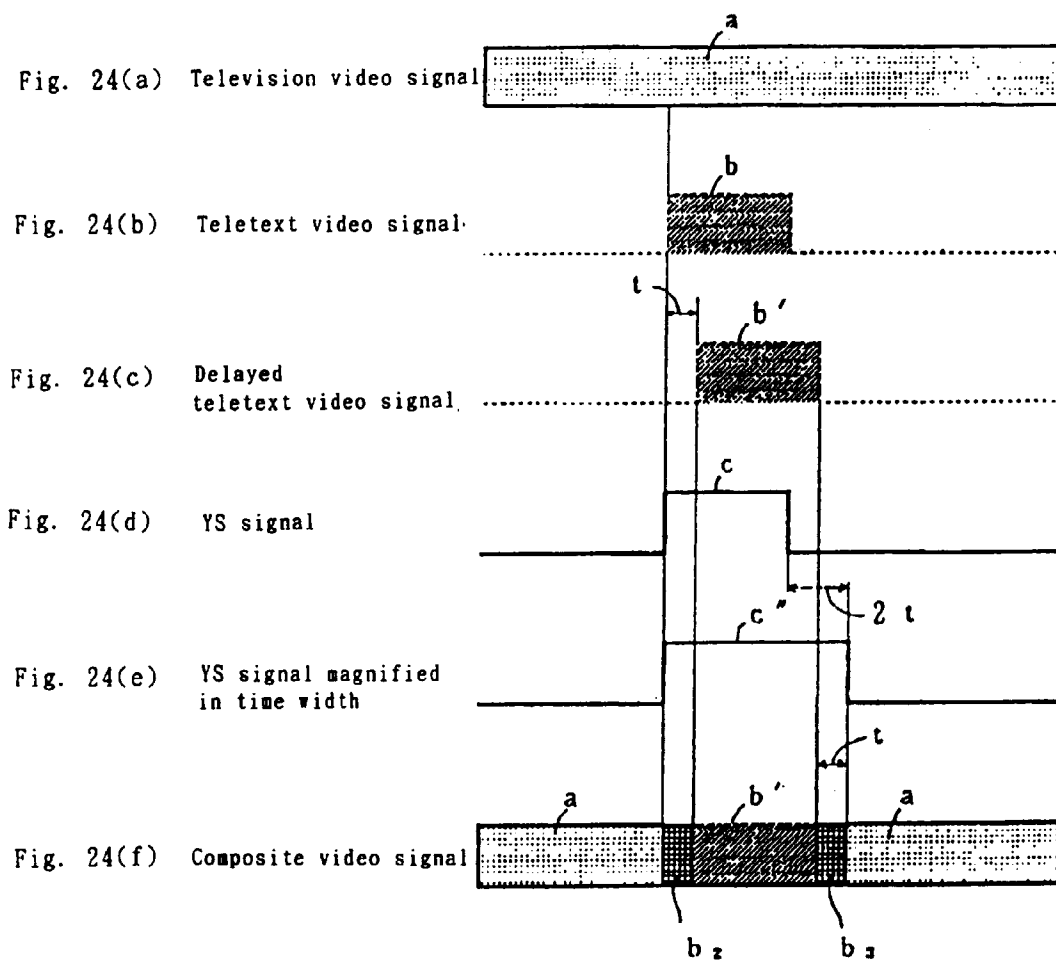 a
Fig. 24(a) Television video signal
b
Fig. 24(b) Teletext video signal
t
b'
Fig. 24(c) Delayed
teletext video signal
c
Fig. 24(d) YS signal
2 t
c"
Fig. 24(e) YS signal magnified
in time width
t
a b' a
Fig. 24(f) Composite video signal
b₂ b₃